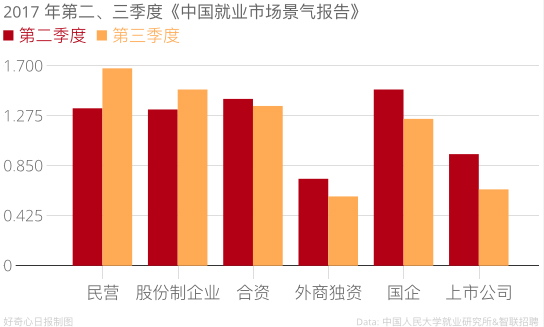 2017 年第二、三季度《中国就业市场景气报告》
第二季度 第三季度
1.700
1.275
0.850
0.425
0
民营 股份制企业 合资 外商独资 国企 上市公司
好奇心日报制图 Data: 中国人民大学就业研究所&智联招聘